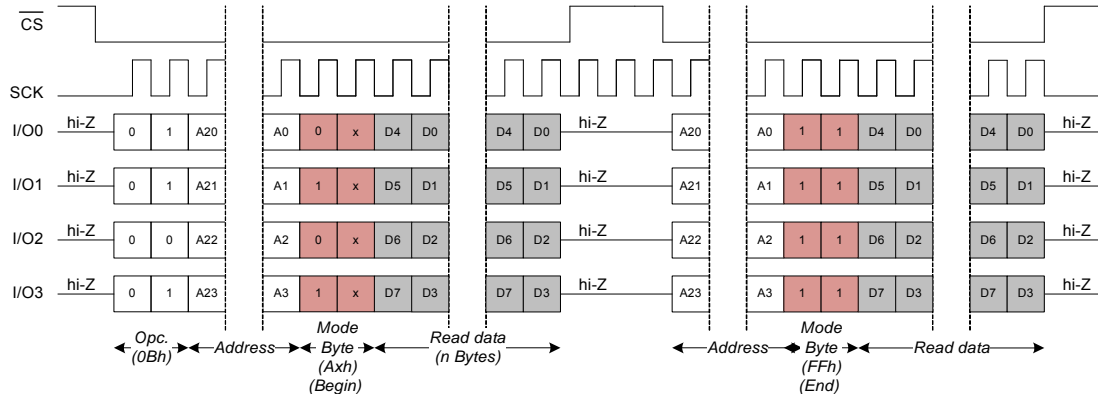 CS
SCK
I/O0 hi-Z 0 1 A20 A0 0 x D4 D0 D4 D0 hi-Z A20 A0 1 1 D4 D0 D4 D0 hi-Z
I/O1 hi-Z 0 1 A21 A1 1 x D5 D1 D5 D1 hi-Z A21 A1 1 1 D5 D1 D5 D1 hi-Z
I/O2 hi-Z 0 0 A22 A2 0 x D6 D2 D6 D2 hi-Z A22 A2 1 1 D6 D2 D6 D2 hi-Z
I/O3 hi-Z 0 1 A23 A3 1 x D7 D3 D7 D3 hi-Z A23 A3 1 1 D7 D3 D7 D3 hi-Z
Opc.
(0Bh)
Address
Mode
Byte
(Axh)
(Begin)
Read data
(n Bytes)
Address
Mode
Byte
(FFh)
(End)
Read data